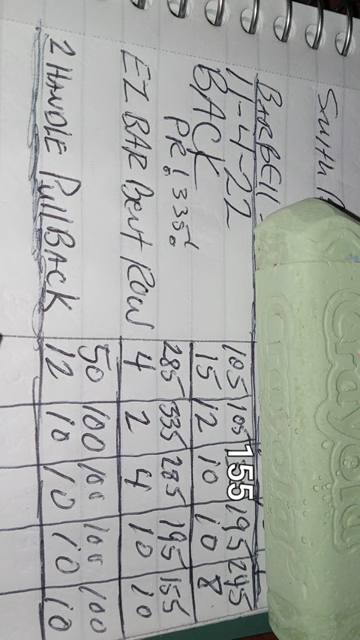 SMITH
BARBELL
Crayola
11-4-22 105 105 155 195 245
BACK 15 12 10 10 8
PR! 335# 285 335 285 195 155
EZ BAR Bent Row 4 2 4 10 10
50 100 100 100 100
2 HANDLE PullBACK 12 10 10 10 10